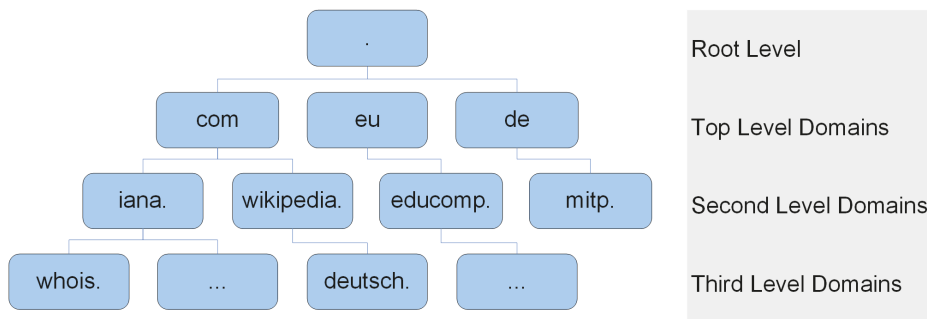 .
Root Level
com
eu
de
Top Level Domains
iana.
wikipedia.
educomp.
mitp.
Second Level Domains
whois.
...
deutsch.
...
Third Level Domains